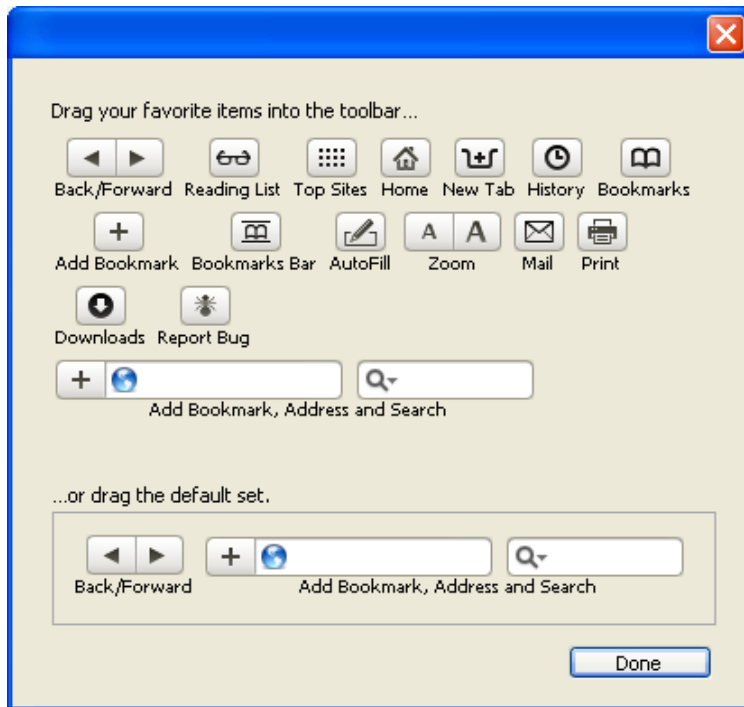 Drag your favorite items into the toolbar...
Back/Forward Reading List Top Sites Home New Tab History Bookmarks
A A
Add Bookmark Bookmarks Bar AutoFill Zoom Mail Print
Downloads Report Bug
Add Bookmark, Address and Search
...or drag the default set.
Back/Forward Add Bookmark, Address and Search
Done